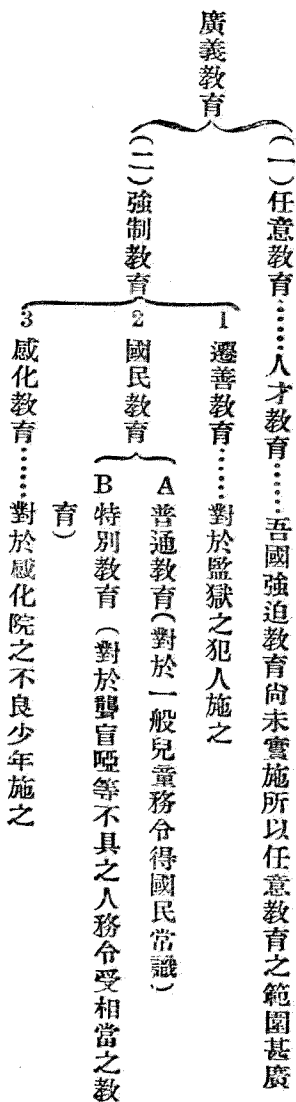 廣義教育
(一)任意教育……人才教育……吾國強迫教育尚未實施所以任意教育之範圍甚廣
(二)強制教育
1 遷善教育……對於監獄之犯人施之
2 國民教育
A 普通教育(對於一般兒童務令得國民常識)
B 特別教育(對於聾盲啞等不具之人務令受相當之教
育)
3 感化教育……對於感化院之不良少年施之